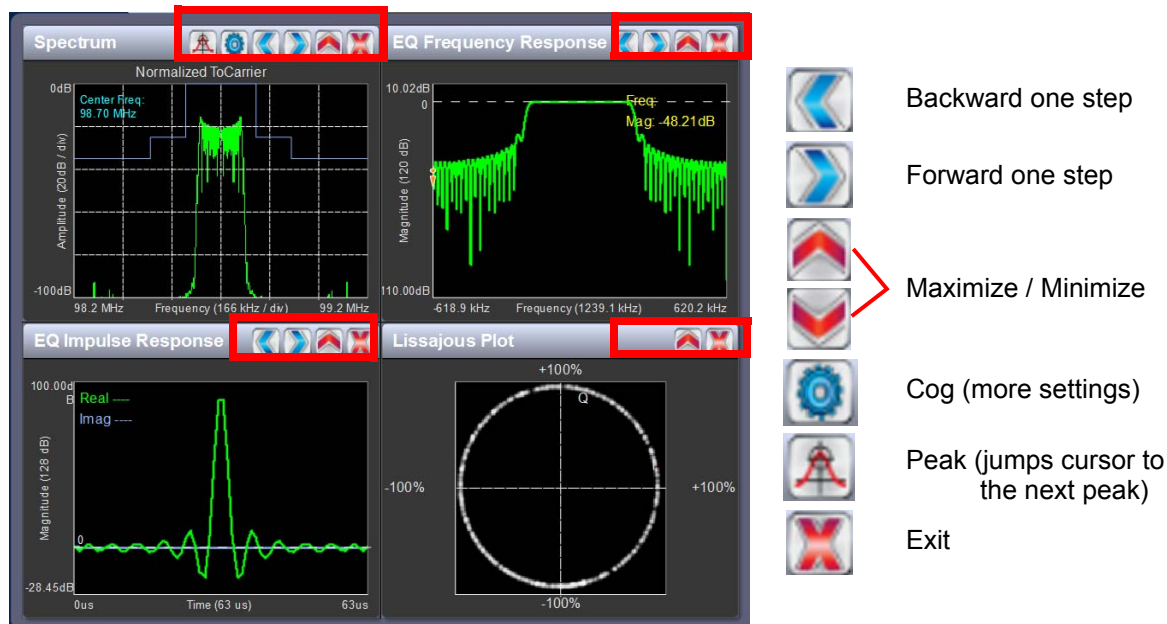 Spectrum
Normalized ToCarrier
0dB
Center Freq:
98.70 MHz
Amplitude (20dB / div)
-100dB
98.2 MHz
Frequency (166 kHz / div)
99.2 MHz
EQ Frequency Response
10.02dB
0
Freq:
Mag: -48.21dB
Magnitude (120 dB)
110.00dB
-618.9 kHz
Frequency (1239.1 kHz)
620.2 kHz
EQ Impulse Response
100.00d
B
Real ----
Imag ----
Magnitude (128 dB)
0
-28.45dB
0us
Time (63 us)
63us
Lissajous Plot
+100%
Q
-100%
+100%
-100%
Backward one step
Forward one step
Maximize / Minimize
Cog (more settings)
Peak (jumps cursor to
the next peak)
Exit